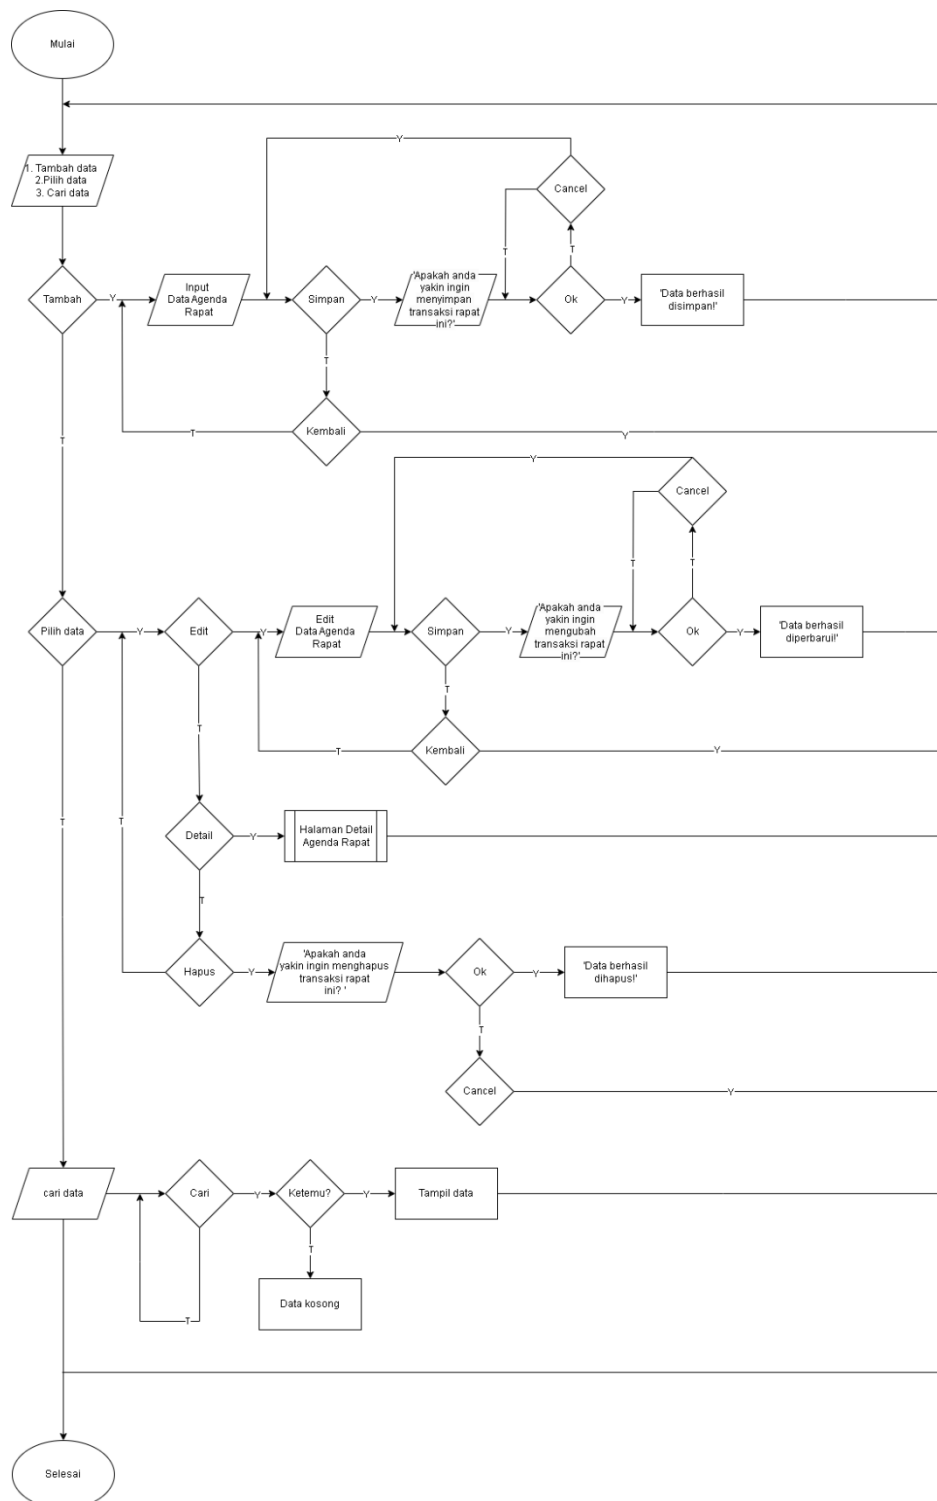 Mulai
1. Tambah data
2.Pilih data
3. Cari data
Y
Cancel
T
T
Tambah
Y
Input
Data Agenda
Rapat
Simpan
Y
'Apakah anda
yakin ingin
menyimpan
transaksi rapat
ini?'
Ok
Y
'Data berhasil
disimpan!'
T
T
T
Kembali
Y
Y
Cancel
T
T
Pilih data
Y
Edit
Y
Edit
Data Agenda
Rapat
Simpan
Y
'Apakah anda
yakin ingin
mengubah
transaksi rapat
ini?'
Ok
Y
'Data berhasil
diperbarui!'
T
T
T
Kembali
Y
T
T
Detail
Y
Halaman Detail
Agenda Rapat
T
Hapus
Y
'Apakah anda
yakin ingin menghapus
transaksi rapat
ini? '
Ok
Y
'Data berhasil
dihapus!'
T
Cancel
Y
cari data
Cari
Y
Ketemu?
Y
Tampil data
T
Data kosong
T
Selesai